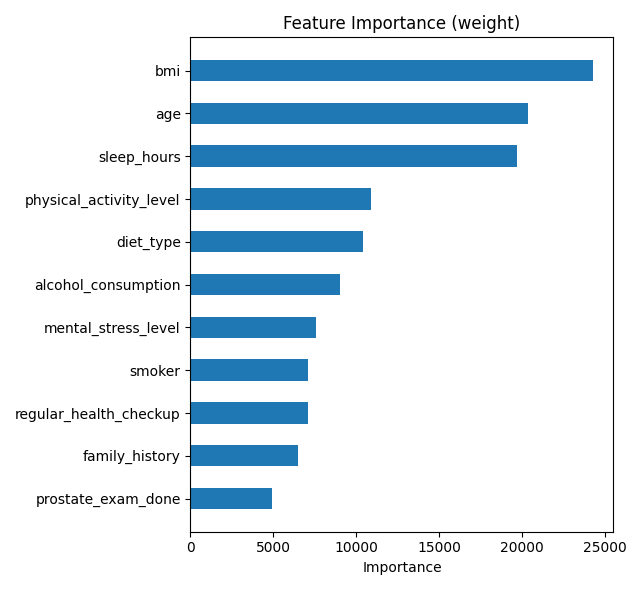 Feature Importance (weight)
bmi
age
sleep_hours
physical_activity_level
diet_type
alcohol_consumption
mental_stress_level
smoker
regular_health_checkup
family_history
prostate_exam_done
0 5000 10000 15000 20000 25000
Importance